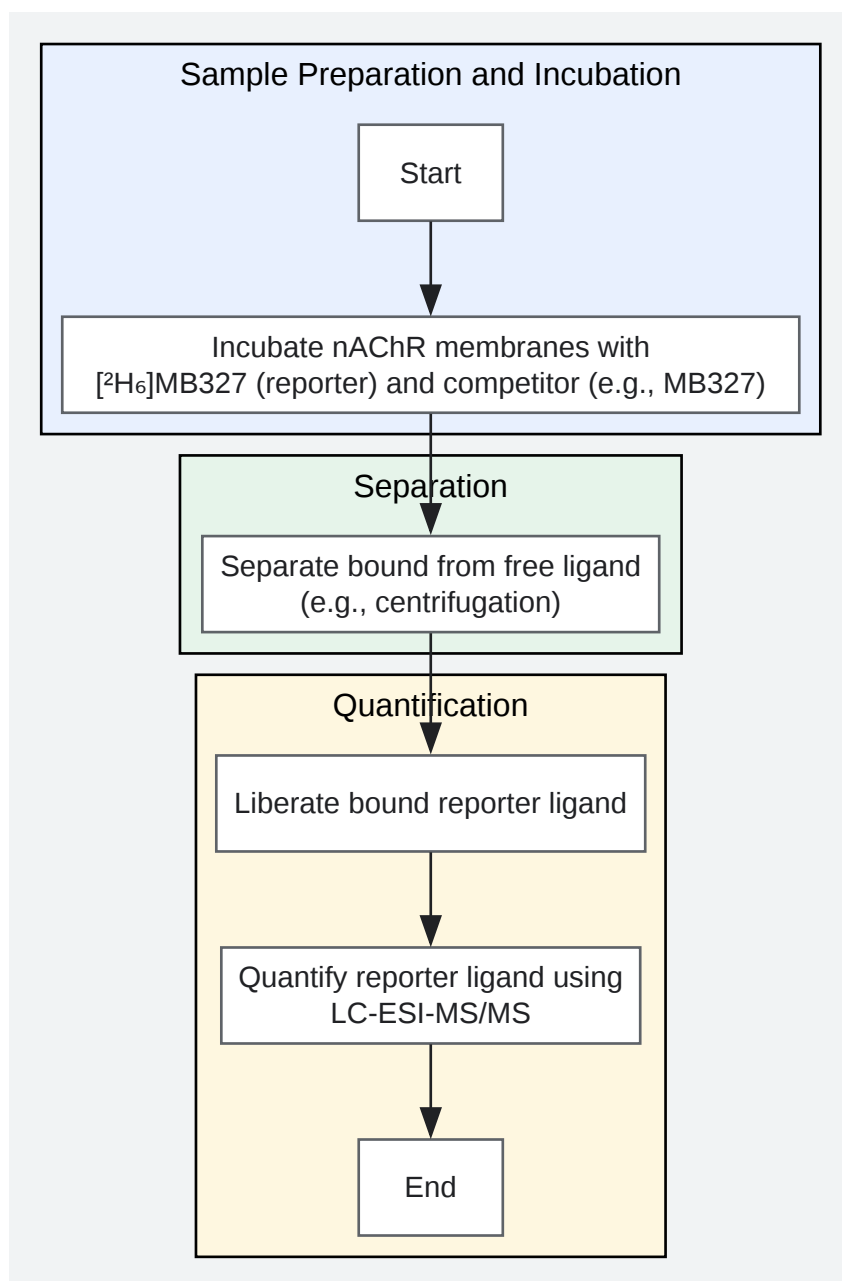 Sample Preparation and Incubation
Start
Incubate nAChR membranes with
[²H₆]MB327 (reporter) and competitor (e.g., MB327)
Separation
Separate bound from free ligand
(e.g., centrifugation)
Quantification
Liberate bound reporter ligand
Quantify reporter ligand using
LC-ESI-MS/MS
End